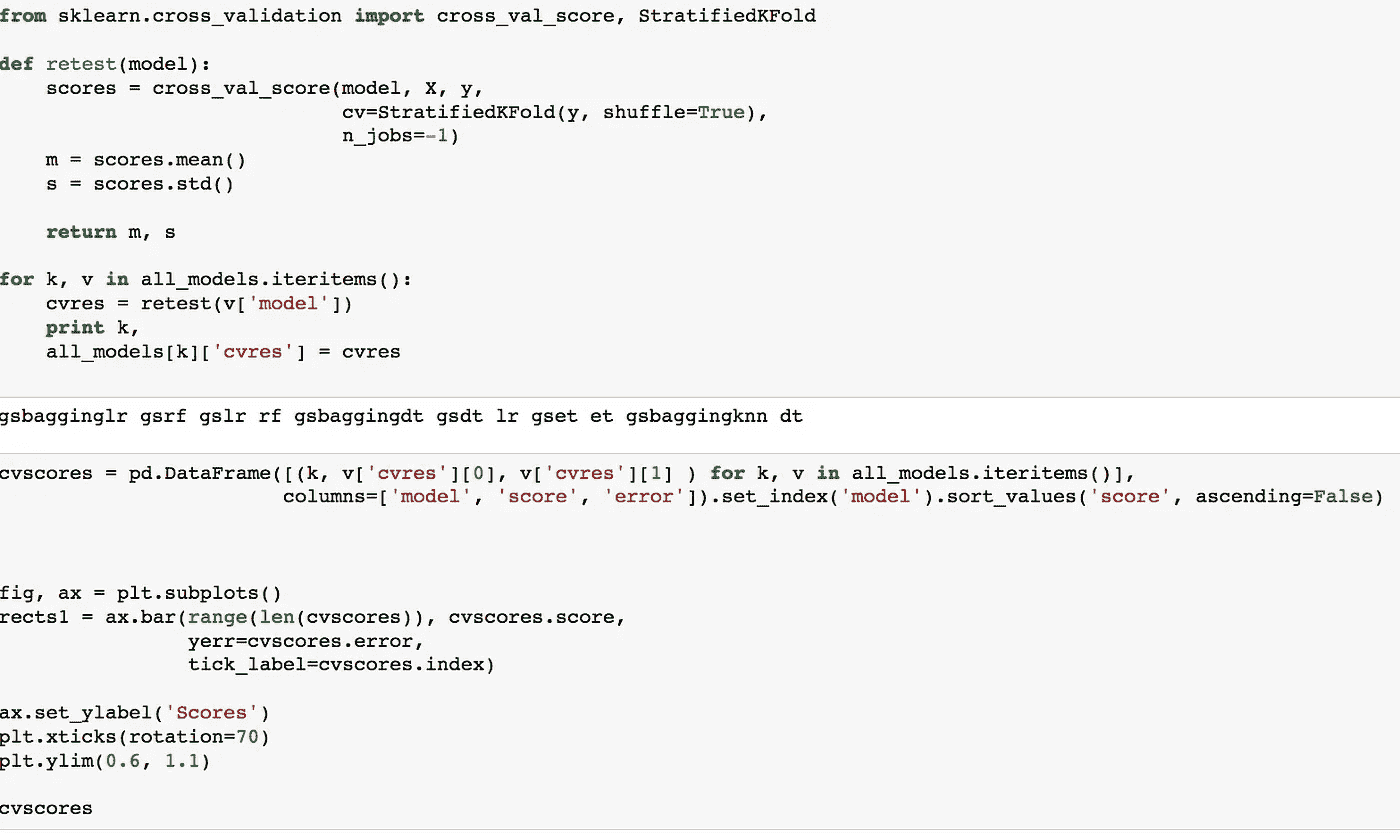 from sklearn.cross_validation import cross_val_score, StratifiedKFold
def retest(model):
    scores = cross_val_score(model, X, y,
                             cv=StratifiedKFold(y, shuffle=True),
                             n_jobs=-1)
    m = scores.mean()
    s = scores.std()
    return m, s
for k, v in all_models.iteritems():
    cvres = retest(v['model'])
    print k,
    all_models[k]['cvres'] = cvres
gsbagginglr gsrf gslr rf gsbaggingdt gsdt lr gset et gsbaggingknn dt
cvscores = pd.DataFrame([(k, v['cvres'][0], v['cvres'][1] ) for k, v in all_models.iteritems()],
                        columns=['model', 'score', 'error']).set_index('model').sort_values('score', ascending=False)
fig, ax = plt.subplots()
rects1 = ax.bar(range(len(cvscores)), cvscores.score,
                yerr=cvscores.error,
                tick_label=cvscores.index)
ax.set_ylabel('Scores')
plt.xticks(rotation=70)
plt.ylim(0.6, 1.1)
cvscores